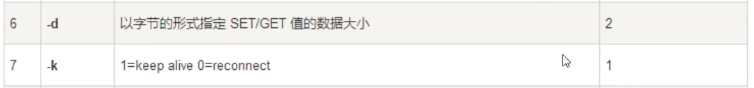 6 -d 以字节的形式指定 SET/GET 值的数据大小 2
7 -k 1=keep alive 0=reconnect 1